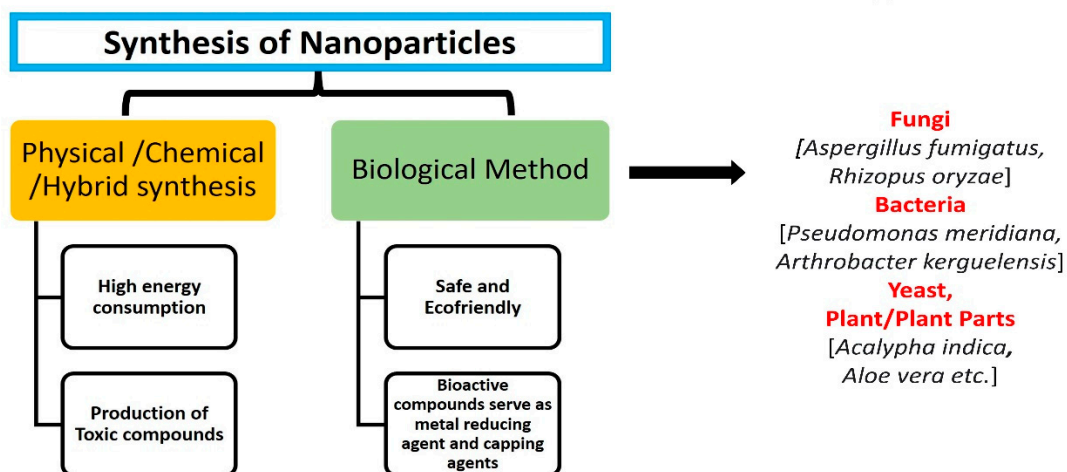 Synthesis of Nanoparticles
Physical /Chemical
/Hybrid synthesis
High energy
consumption
Production of
Toxic compounds
Biological Method
Safe and
Ecofriendly
Bioactive
compounds serve as
metal reducing
agent and capping
agents
Fungi
[Aspergillus fumigatus,
Rhizopus oryzae]
Bacteria
[Pseudomonas meridiana,
Arthrobacter kerguelensis]
Yeast,
Plant/Plant Parts
[Acalypha indica,
Aloe vera etc.]